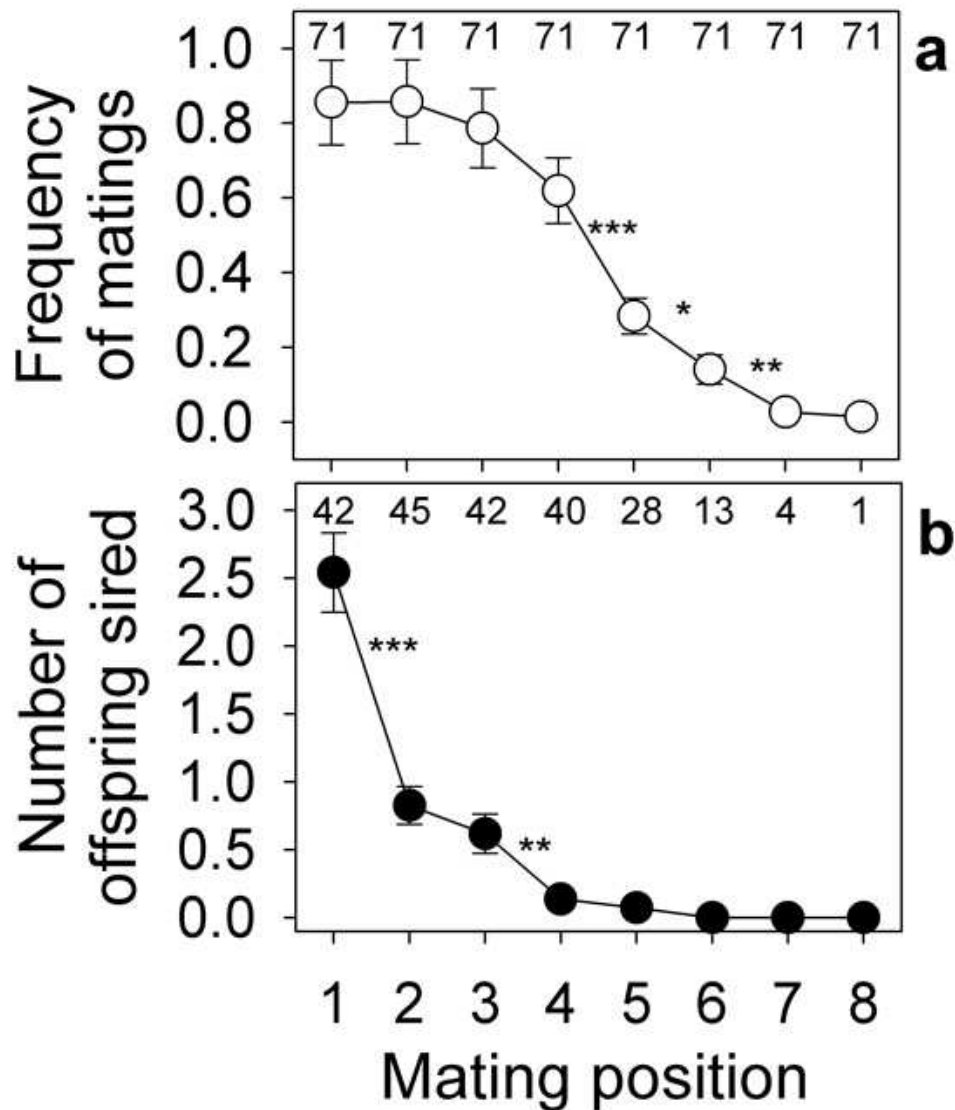 71 71 71 71 71 71 71 71
a
1.0
0.8
0.6
0.4
0.2
0.0
Frequency
of matings
***
*
**
42 45 42 40 28 13 4 1
b
3.0
2.5
2.0
1.5
1.0
0.5
0.0
Number of
offspring sired
***
**
1 2 3 4 5 6 7 8
Mating position